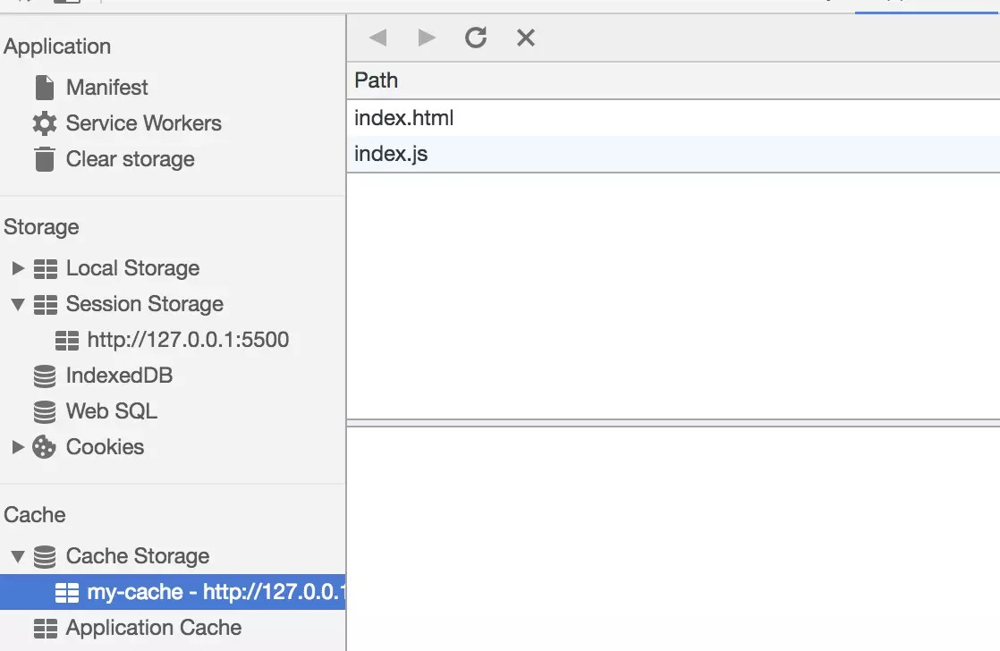 Application
Manifest
Service Workers
Clear storage
Storage
Local Storage
Session Storage
http://127.0.0.1:5500
IndexedDB
Web SQL
Cookies
Cache
Cache Storage
my-cache - http://127.0.0.1
Application Cache
Path
index.html
index.js